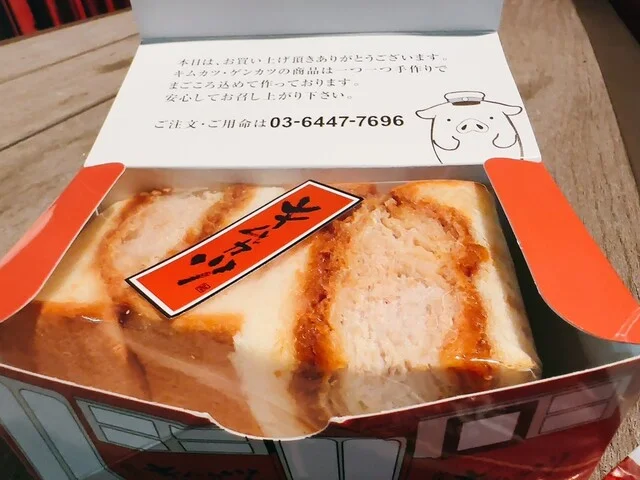 本日は、お買い上げ頂きありがとうございます。
キムカツ・ゲンカツの商品は一つ一つ手作りで
まごころ込めて作っております。
安心してお召し上がり下さい。
ご注文・ご用命は03-6447-7696
キムカツ